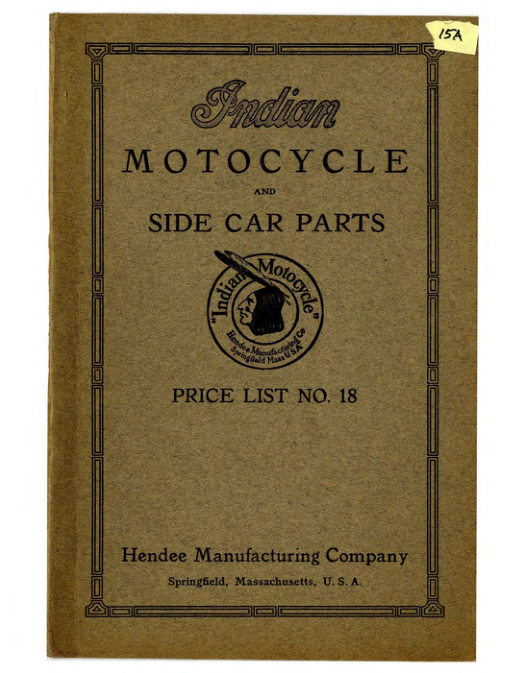 15A
Indian
MOTOCYCLE
AND
SIDE CAR PARTS
"Indian Motocycle"
Hendee Manufacturing Co
Springfield Mass USA
PRICE LIST NO. 18
Hendee Manufacturing Company
Springfield, Massachusetts, U. S. A.